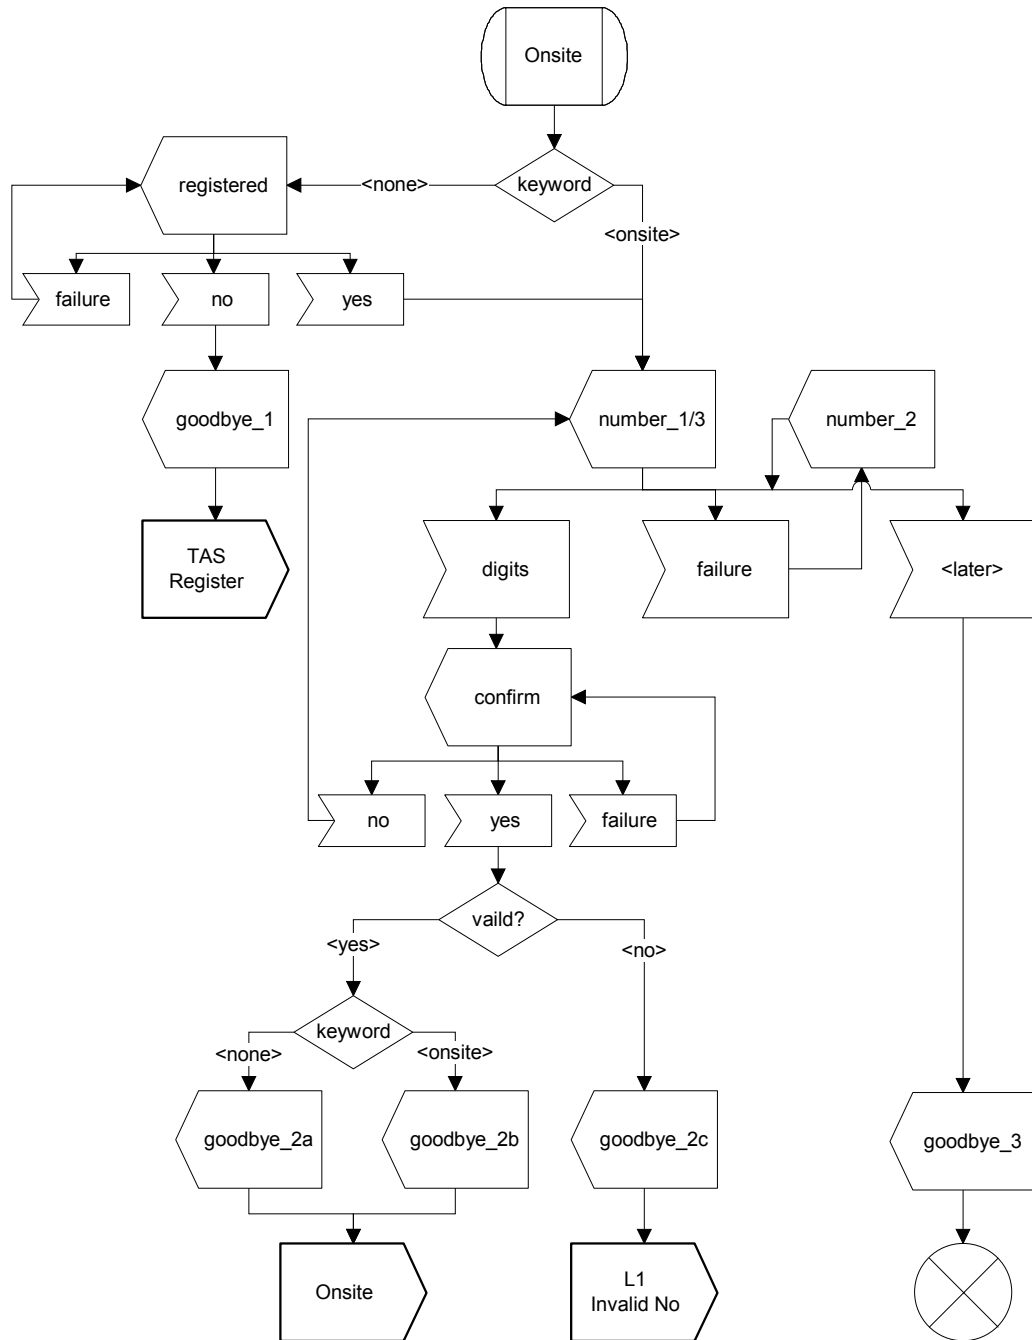 Onsite
registered
<none>
keyword
<onsite>
failure
no
yes
goodbye_1
number_1/3
number_2
TAS
Register
digits
failure
<later>
confirm
no
yes
failure
vaild?
<yes>
<no>
keyword
<none>
<onsite>
goodbye_2a
goodbye_2b
goodbye_2c
goodbye_3
Onsite
L1
Invalid No